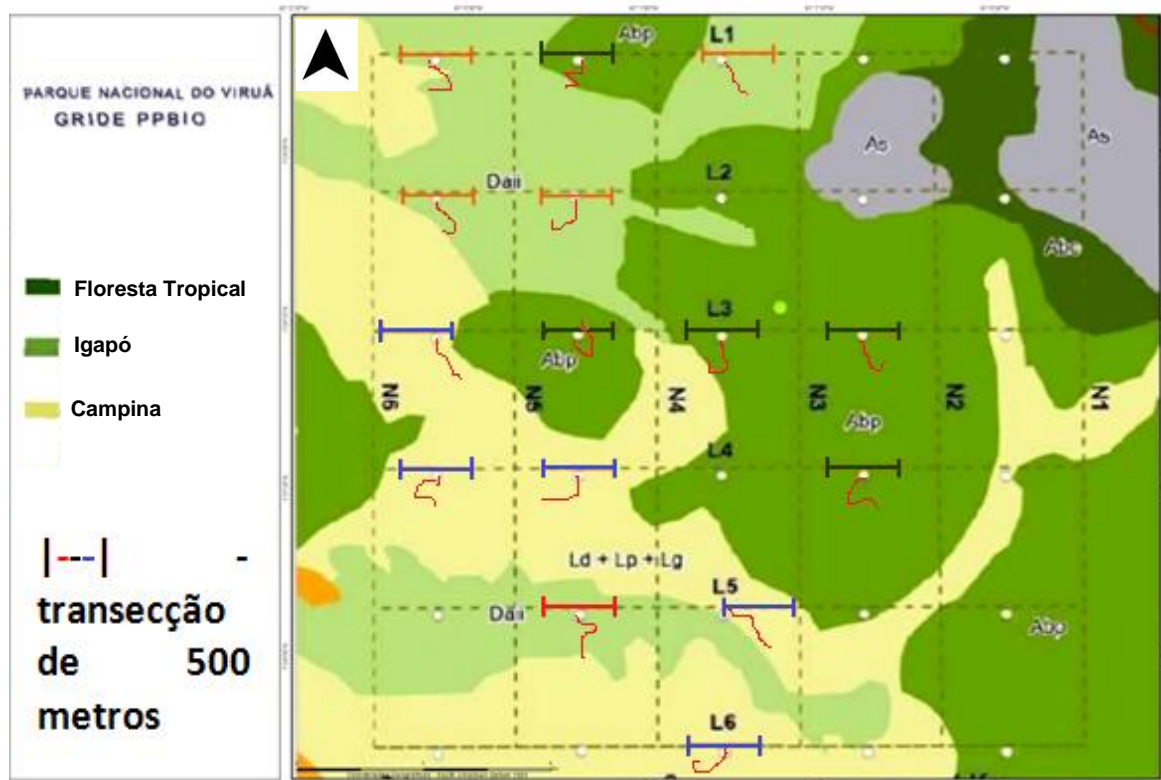 PARQUE NACIONAL DO VIRUÁ
GRIDE PPBIO
Floresta Tropical
Igapó
Campina
|---| -
transecção
de 500
metros
Abp
L1
As
As
Daii
L2
Abc
L3
Abp
N6
N5
N4
N3
N2
N1
Abp
L4
Ld + Lp + iLg
Daii
L5
Abp
L6